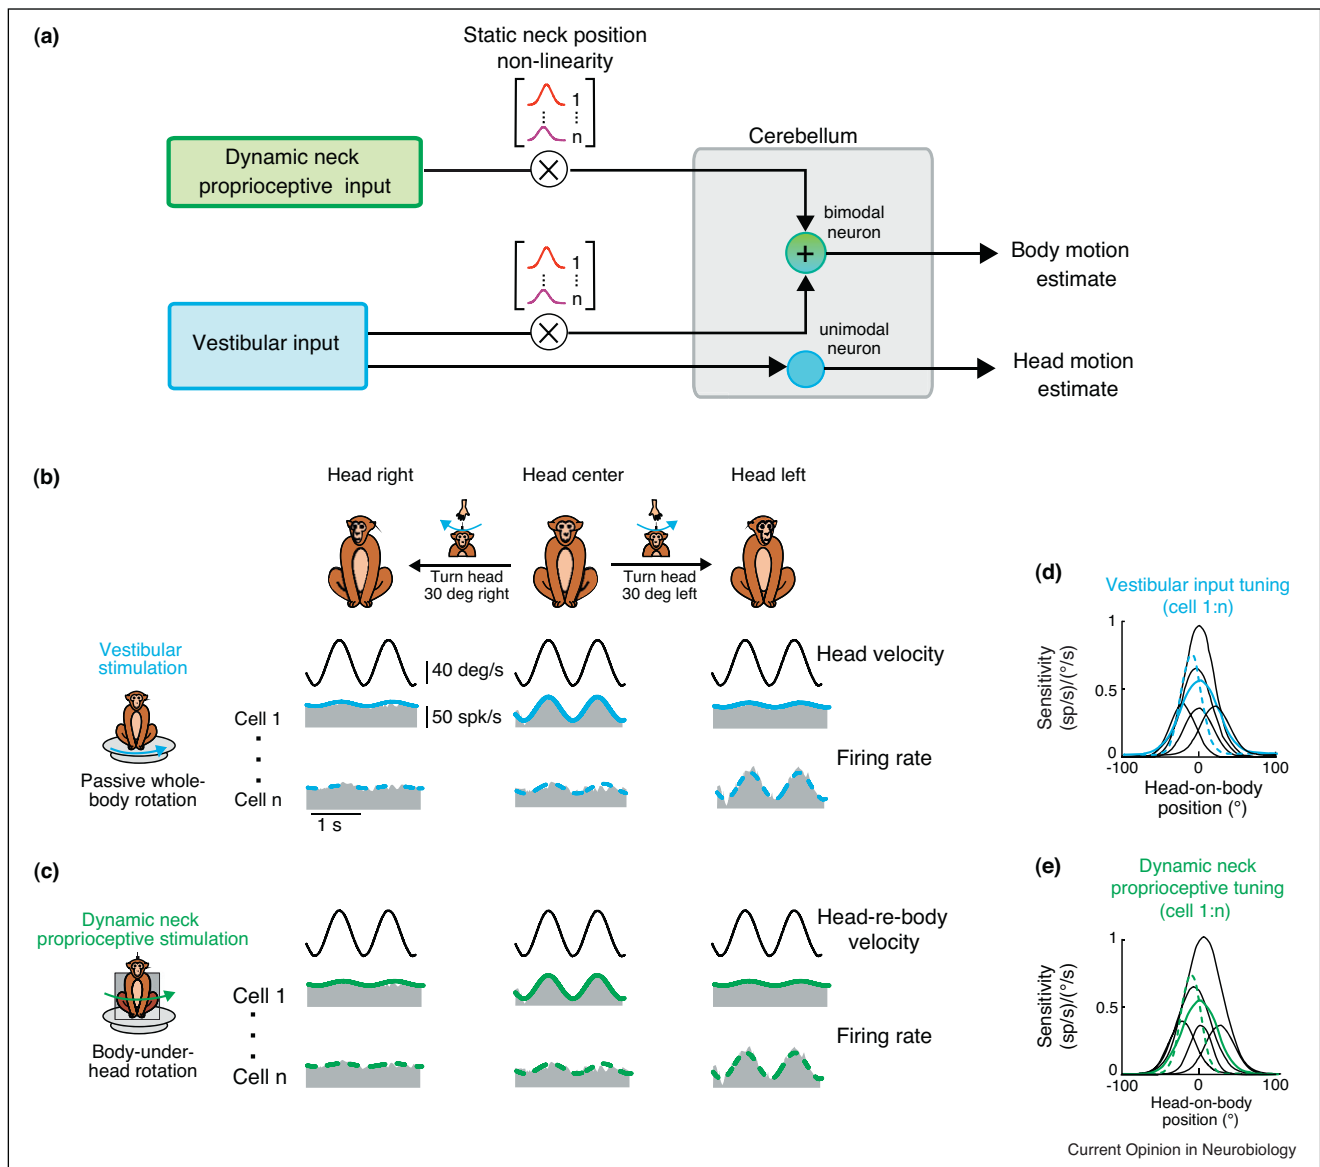 (a)
Static neck position
non-linearity
1
n
Dynamic neck
proprioceptive input
Cerebellum
bimodal
neuron
+
Body motion
estimate
1
n
Vestibular input
unimodal
neuron
Head motion
estimate
(b)
Head right
Head center
Head left
Turn head
30 deg right
Turn head
30 deg left
Vestibular
stimulation
Passive whole-
body rotation
40 deg/s
Head velocity
Cell 1
50 spk/s
Firing rate
Cell n
1 s
(c)
Dynamic neck
proprioceptive stimulation
Body-under-
head rotation
Head-re-body
velocity
Cell 1
Firing rate
Cell n
(d)
Vestibular input tuning
(cell 1:n)
Sensitivity
(sp/s)/(°/s)
1
0.5
0
-100
0
100
Head-on-body
position (°)
(e)
Dynamic neck
proprioceptive tuning
(cell 1:n)
Sensitivity
(sp/s)/(°/s)
1
0.5
0
-100
0
100
Head-on-body
position (°)
Current Opinion in Neurobiology